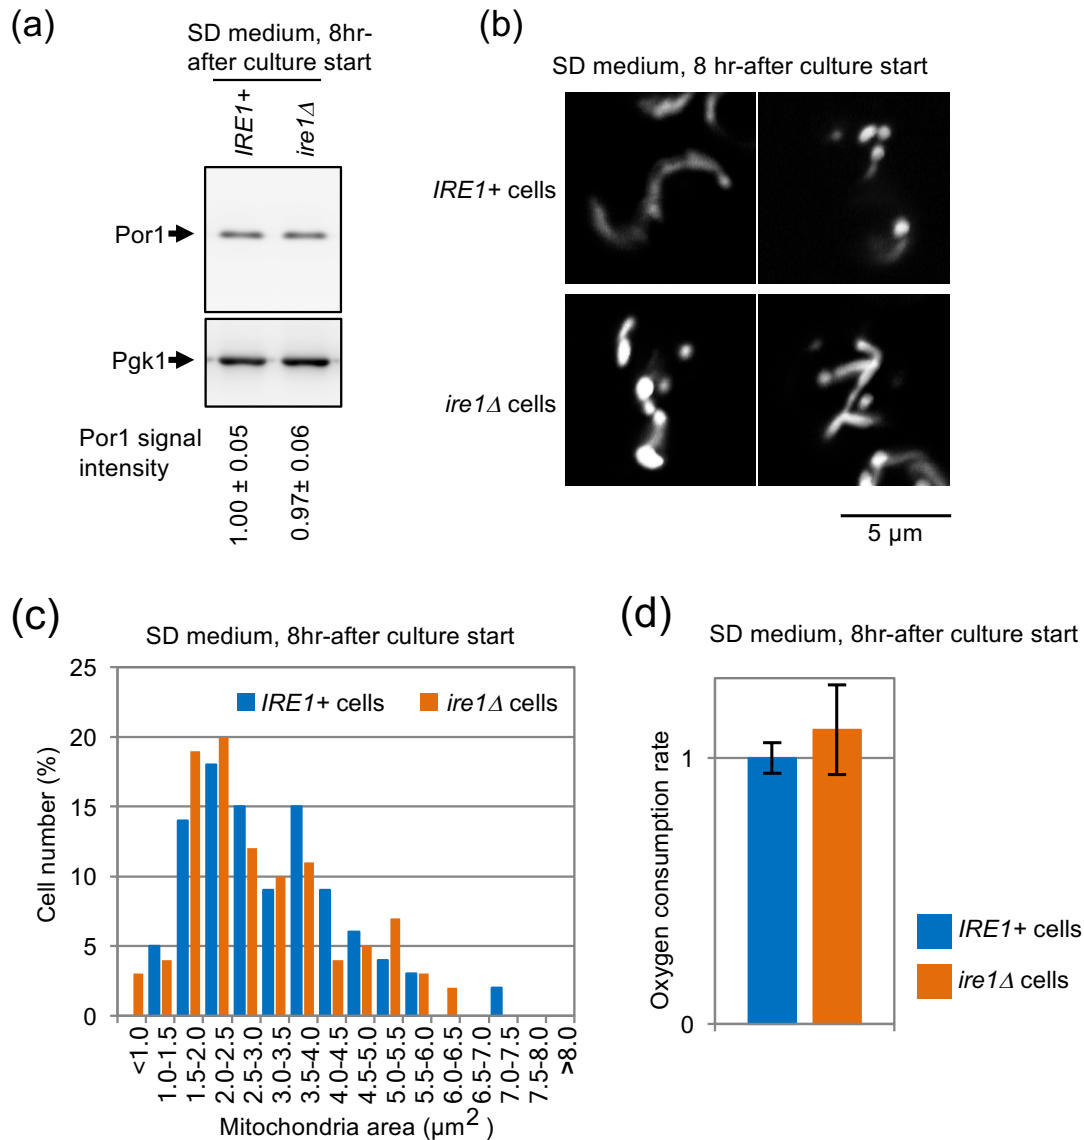 (a)
SD medium, 8hr-
after culture start
IRE1+
ire1Δ
Por1
Pgk1
Por1 signal
intensity
1.00 ± 0.05
0.97± 0.06
(b)
SD medium, 8 hr-after culture start
IRE1+ cells
ire1Δ cells
5 µm
(c)
SD medium, 8hr-after culture start
IRE1+ cells
ire1Δ cells
Cell number (%)
25
20
15
10
5
0
<1.0
1.0-1.5
1.5-2.0
2.0-2.5
2.5-3.0
3.0-3.5
3.5-4.0
4.0-4.5
4.5-5.0
5.0-5.5
5.5-6.0
6.0-6.5
6.5-7.0
7.0-7.5
7.5-8.0
>8.0
Mitochondria area (µm2)
(d)
SD medium, 8hr-after culture start
Oxygen consumption rate
1
0
IRE1+ cells
ire1Δ cells